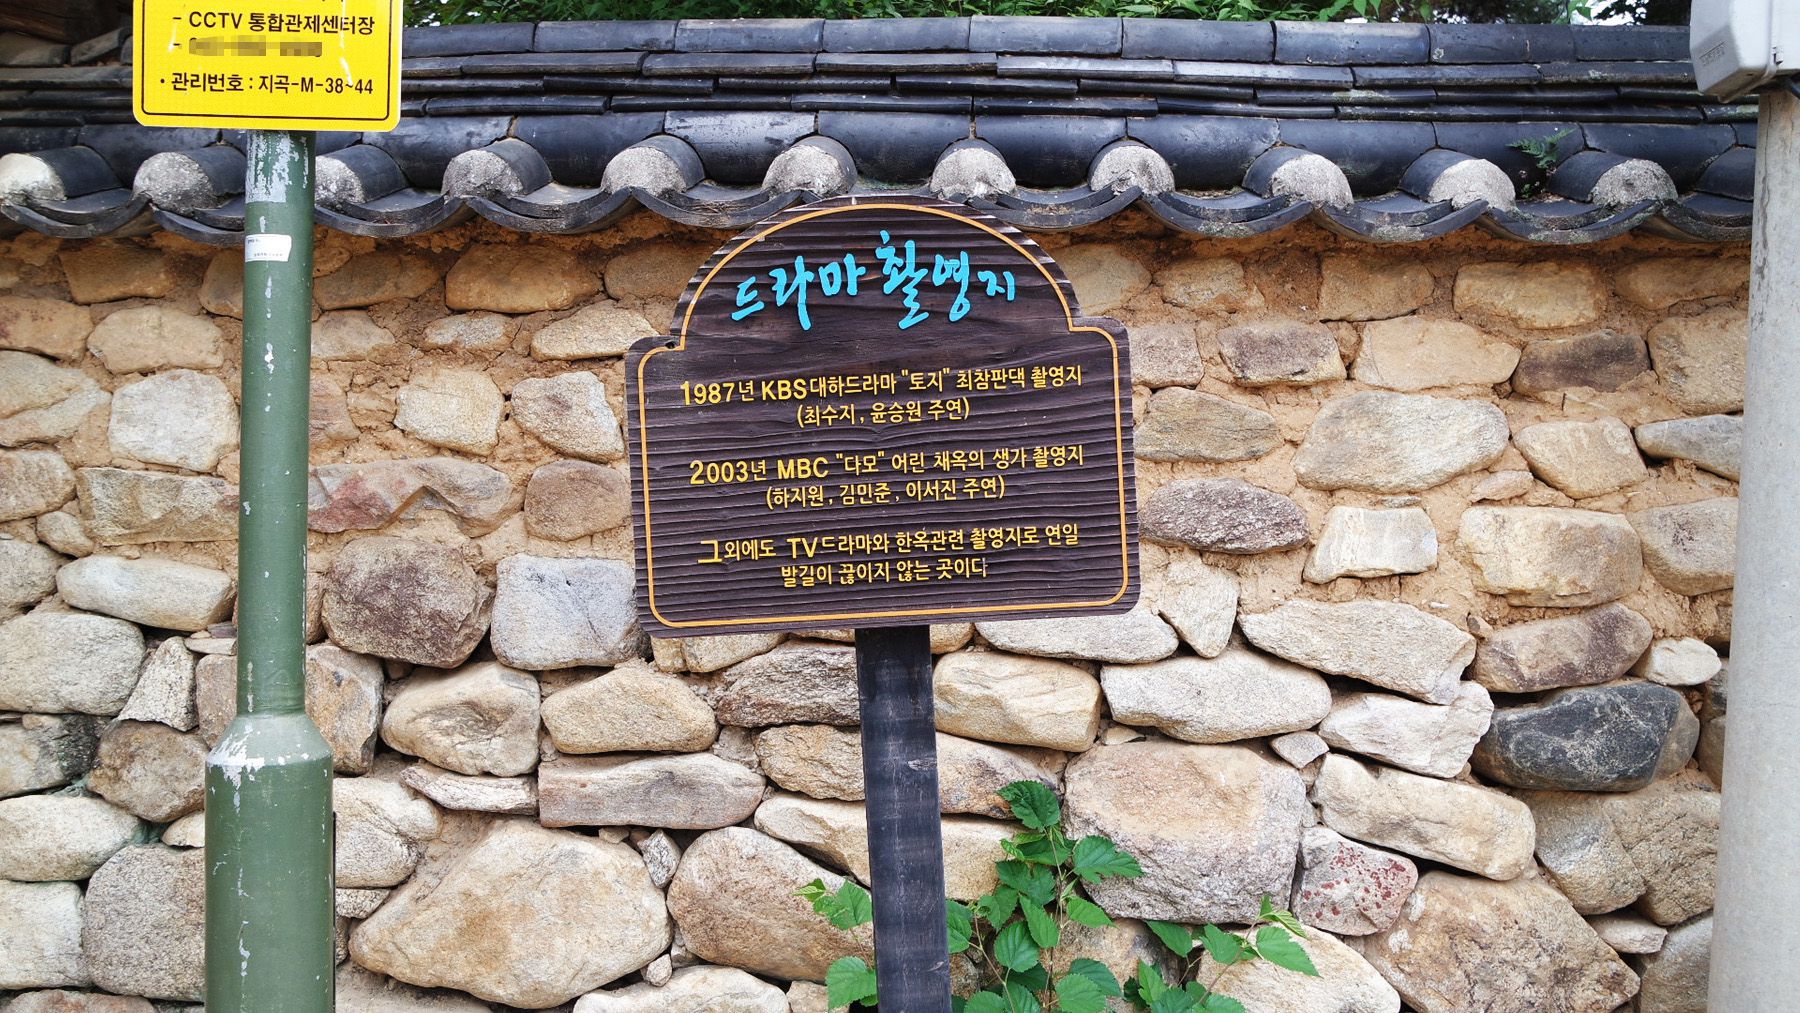 - CCTV 통합관제센터장
• 관리번호 : 지곡-M-38~44
드라마 촬영지
1987년 KBS대하드라마 "토지" 최참판댁 촬영지
(최수지, 윤승원 주연)
2003년 MBC "다모" 어린 채옥의 생가 촬영지
(하지원, 김민준, 이서진 주연)
그외에도 TV드라마와 한옥관련 촬영지로 연일
발길이 끊이지 않는 곳이다